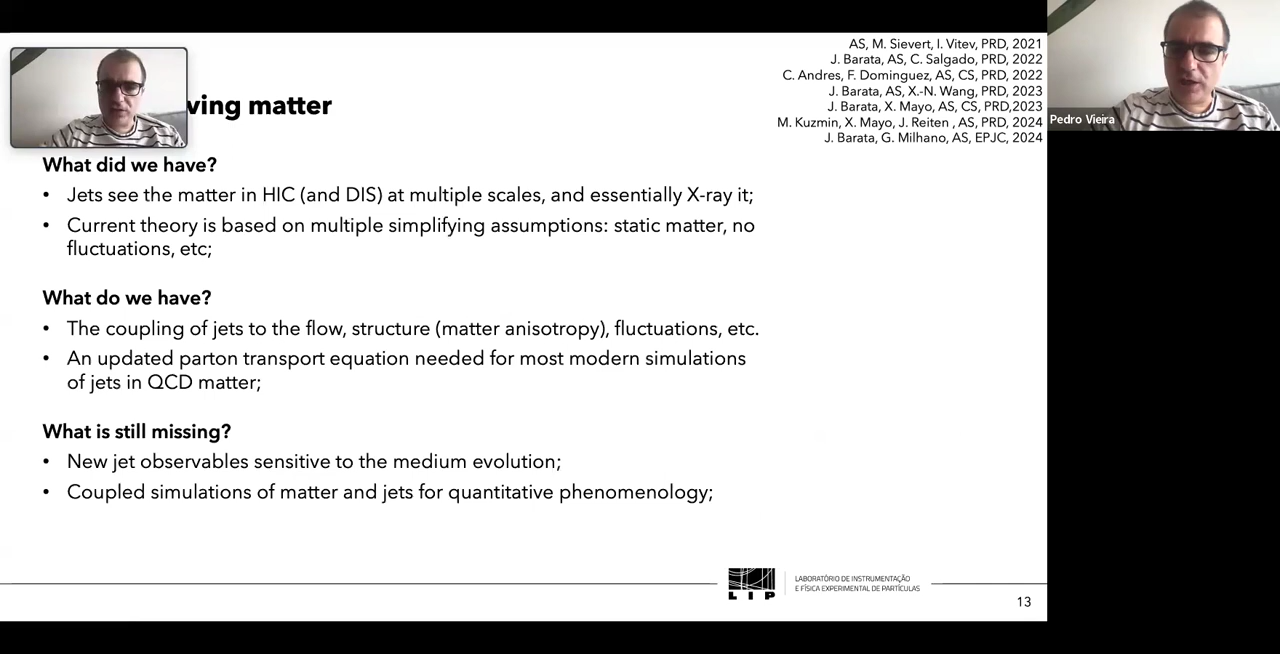 AS, M. Sievert, I. Vitev, PRD, 2021
J. Barata, AS, C. Salgado, PRD, 2022
C. Andres, F. Dominguez, AS, CS, PRD, 2022
J. Barata, AS, X.-N. Wang, PRD, 2023
J. Barata, X. Mayo, AS, CS, PRD,2023
M. Kuzmin, X. Mayo, J. Reiten , AS, PRD, 2024
J. Barata, G. Milhano, AS, EPJC, 2024
Pedro Vieira
matter
What did we have?
• Jets see the matter in HIC (and DIS) at multiple scales, and essentially X-ray it;
• Current theory is based on multiple simplifying assumptions: static matter, no
fluctuations, etc;
What do we have?
• The coupling of jets to the flow, structure (matter anisotropy), fluctuations, etc.
• An updated parton transport equation needed for most modern simulations
of jets in QCD matter;
What is still missing?
• New jet observables sensitive to the medium evolution;
• Coupled simulations of matter and jets for quantitative phenomenology;
LIP
LABORATÓRIO DE INSTRUMENTAÇÃO
E FÍSICA EXPERIMENTAL DE PARTÍCULAS
13